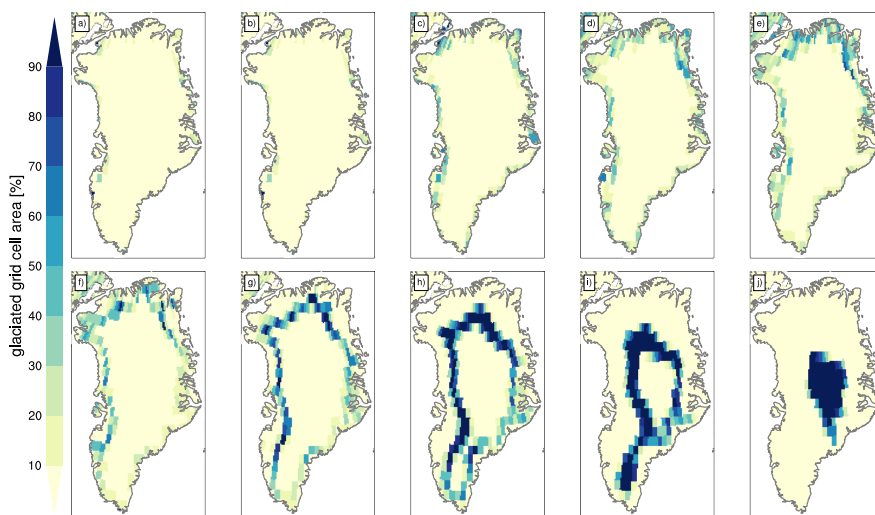 a)
b)
c)
d)
e)
90
80
70
60
50
40
30
20
10
glaciated grid cell area [%]
f)
g)
h)
i)
j)